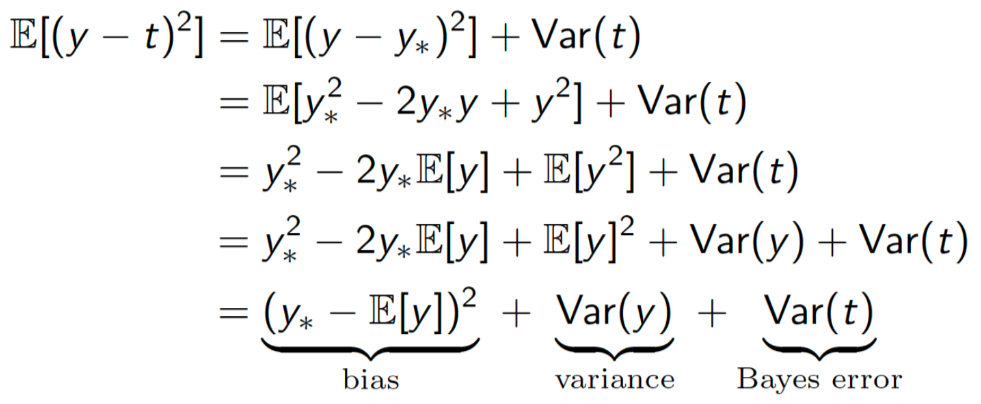 𝔼[(y − t)²] = 𝔼[(y − y∗)²] + Var(t)
= 𝔼[y∗² − 2y∗y + y²] + Var(t)
= y∗² − 2y∗𝔼[y] + 𝔼[y²] + Var(t)
= y∗² − 2y∗𝔼[y] + 𝔼[y]² + Var(y) + Var(t)
= (y∗ − 𝔼[y])² + Var(y) + Var(t)
bias variance Bayes error